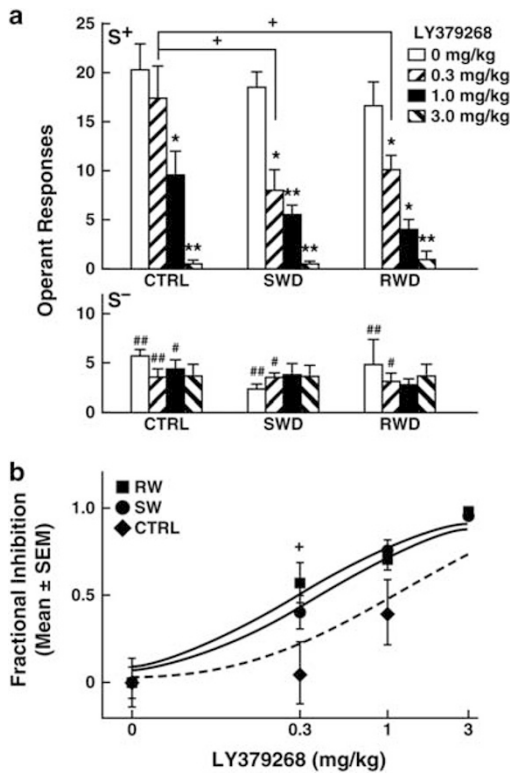 a
S+
LY379268
0 mg/kg
0.3 mg/kg
1.0 mg/kg
3.0 mg/kg
+
+
25
20
15
10
5
0
Operant Responses
* ** * ** ** * * **
CTRL SWD RWD
S−
10
5
0
## ## # ## # ## #
CTRL SWD RWD
b
RW
SW
CTRL
1.0
0.5
0
Fractional Inhibition
(Mean ± SEM)
+
0 0.3 1 3
LY379268 (mg/kg)